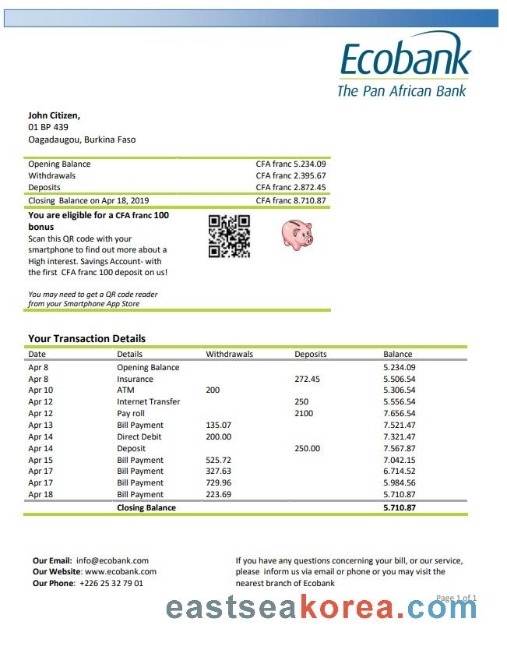 Ecobank
The Pan African Bank
John Citizen,
01 BP 439
Oagadaugou, Burkina Faso
Opening Balance CFA franc 5.234.09
Withdrawals CFA franc 2.395.67
Deposits CFA franc 2.872.45
Closing Balance on Apr 18, 2019 CFA franc 8.710.87
You are eligible for a CFA franc 100
bonus
Scan this QR code with your
smartphone to find out more about a
High interest. Savings Account- with
the first CFA franc 100 deposit on us!
You may need to get a QR code reader
from your Smartphone App Store
Your Transaction Details
Date Details Withdrawals Deposits Balance
Apr 8 Opening Balance 5.234.09
Apr 8 Insurance 272.45 5.506.54
Apr 10 ATM 200 5.306.54
Apr 12 Internet Transfer 250 5.556.54
Apr 12 Pay roll 2100 7.656.54
Apr 13 Bill Payment 135.07 7.521.47
Apr 14 Direct Debit 200.00 7.321.47
Apr 14 Deposit 250.00 7.567.87
Apr 15 Bill Payment 525.72 7.042.15
Apr 17 Bill Payment 327.63 6.714.52
Apr 17 Bill Payment 729.96 5.984.56
Apr 18 Bill Payment 223.69 5.710.87
Closing Balance 5.710.87
Our Email: info@ecobank.com
Our Website: www.ecobank.com
Our Phone: +226 25 32 79 01
If you have any questions concerning your bill, or our service,
please inform us via email or phone or you may visit the
nearest branch of Ecobank
Page 1 of 1
eastseakorea.com